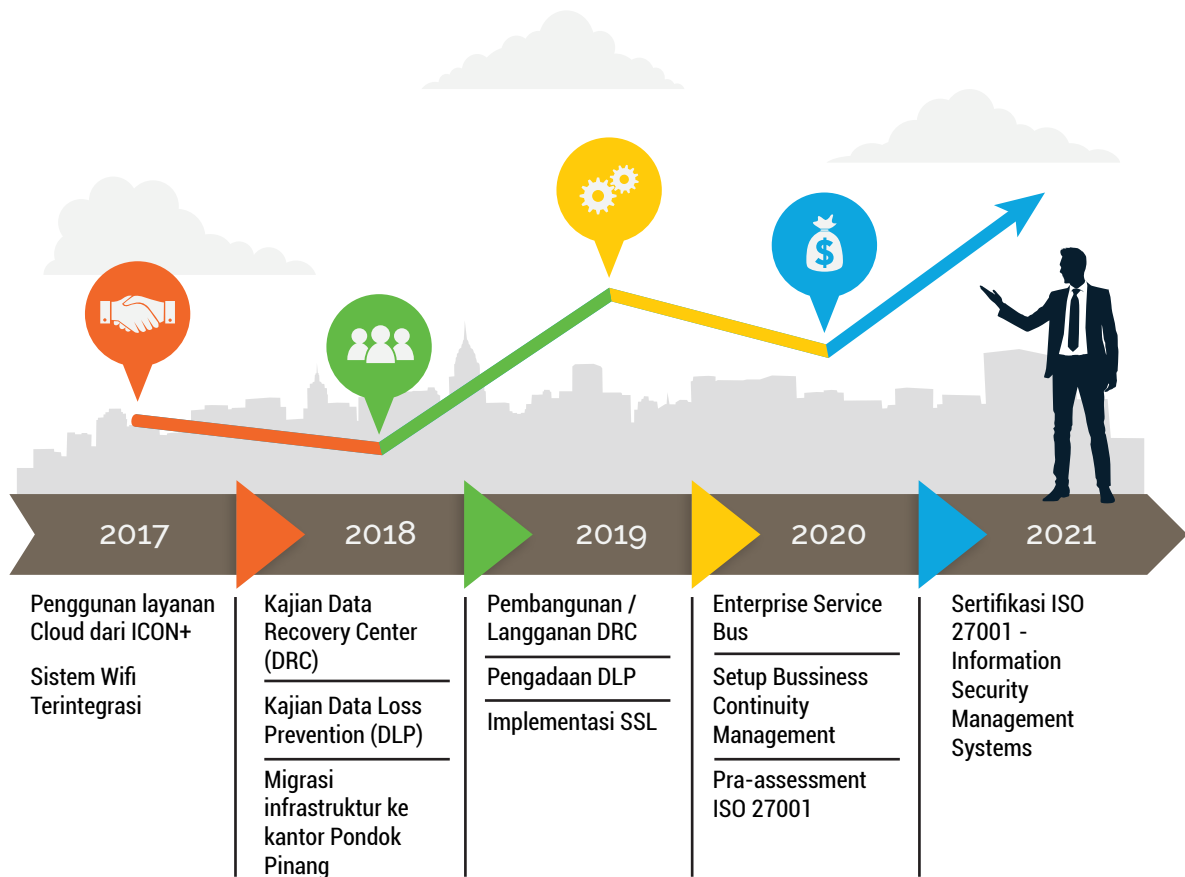 2017
2018
2019
2020
2021
Penggunan layanan
Cloud dari ICON+
Sistem Wifi
Terintegrasi
Kajian Data
Recovery Center
(DRC)
Kajian Data Loss
Prevention (DLP)
Migrasi
infrastruktur ke
kantor Pondok
Pinang
Pembangunan /
Langganan DRC
Pengadaan DLP
Implementasi SSL
Enterprise Service
Bus
Setup Bussiness
Continuity
Management
Pra-assessment
ISO 27001
Sertifikasi ISO
27001 -
Information
Security
Management
Systems